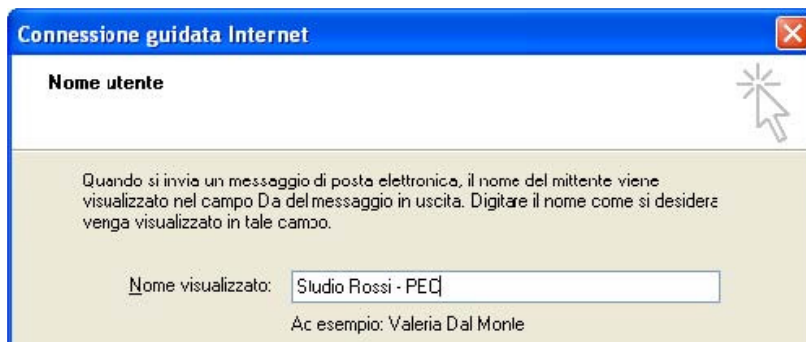 Connessione guidata Internet
Nome utente
Quando si invia un messaggio di posta elettronica, il nome del mittente viene
visualizzato nel campo Da del messaggio in uscita. Digitare il nome come si desidera
venga visualizzato in tale campo.
Nome visualizzato: Studio Rossi - PEC
Ad esempio: Valeria Dal Monte